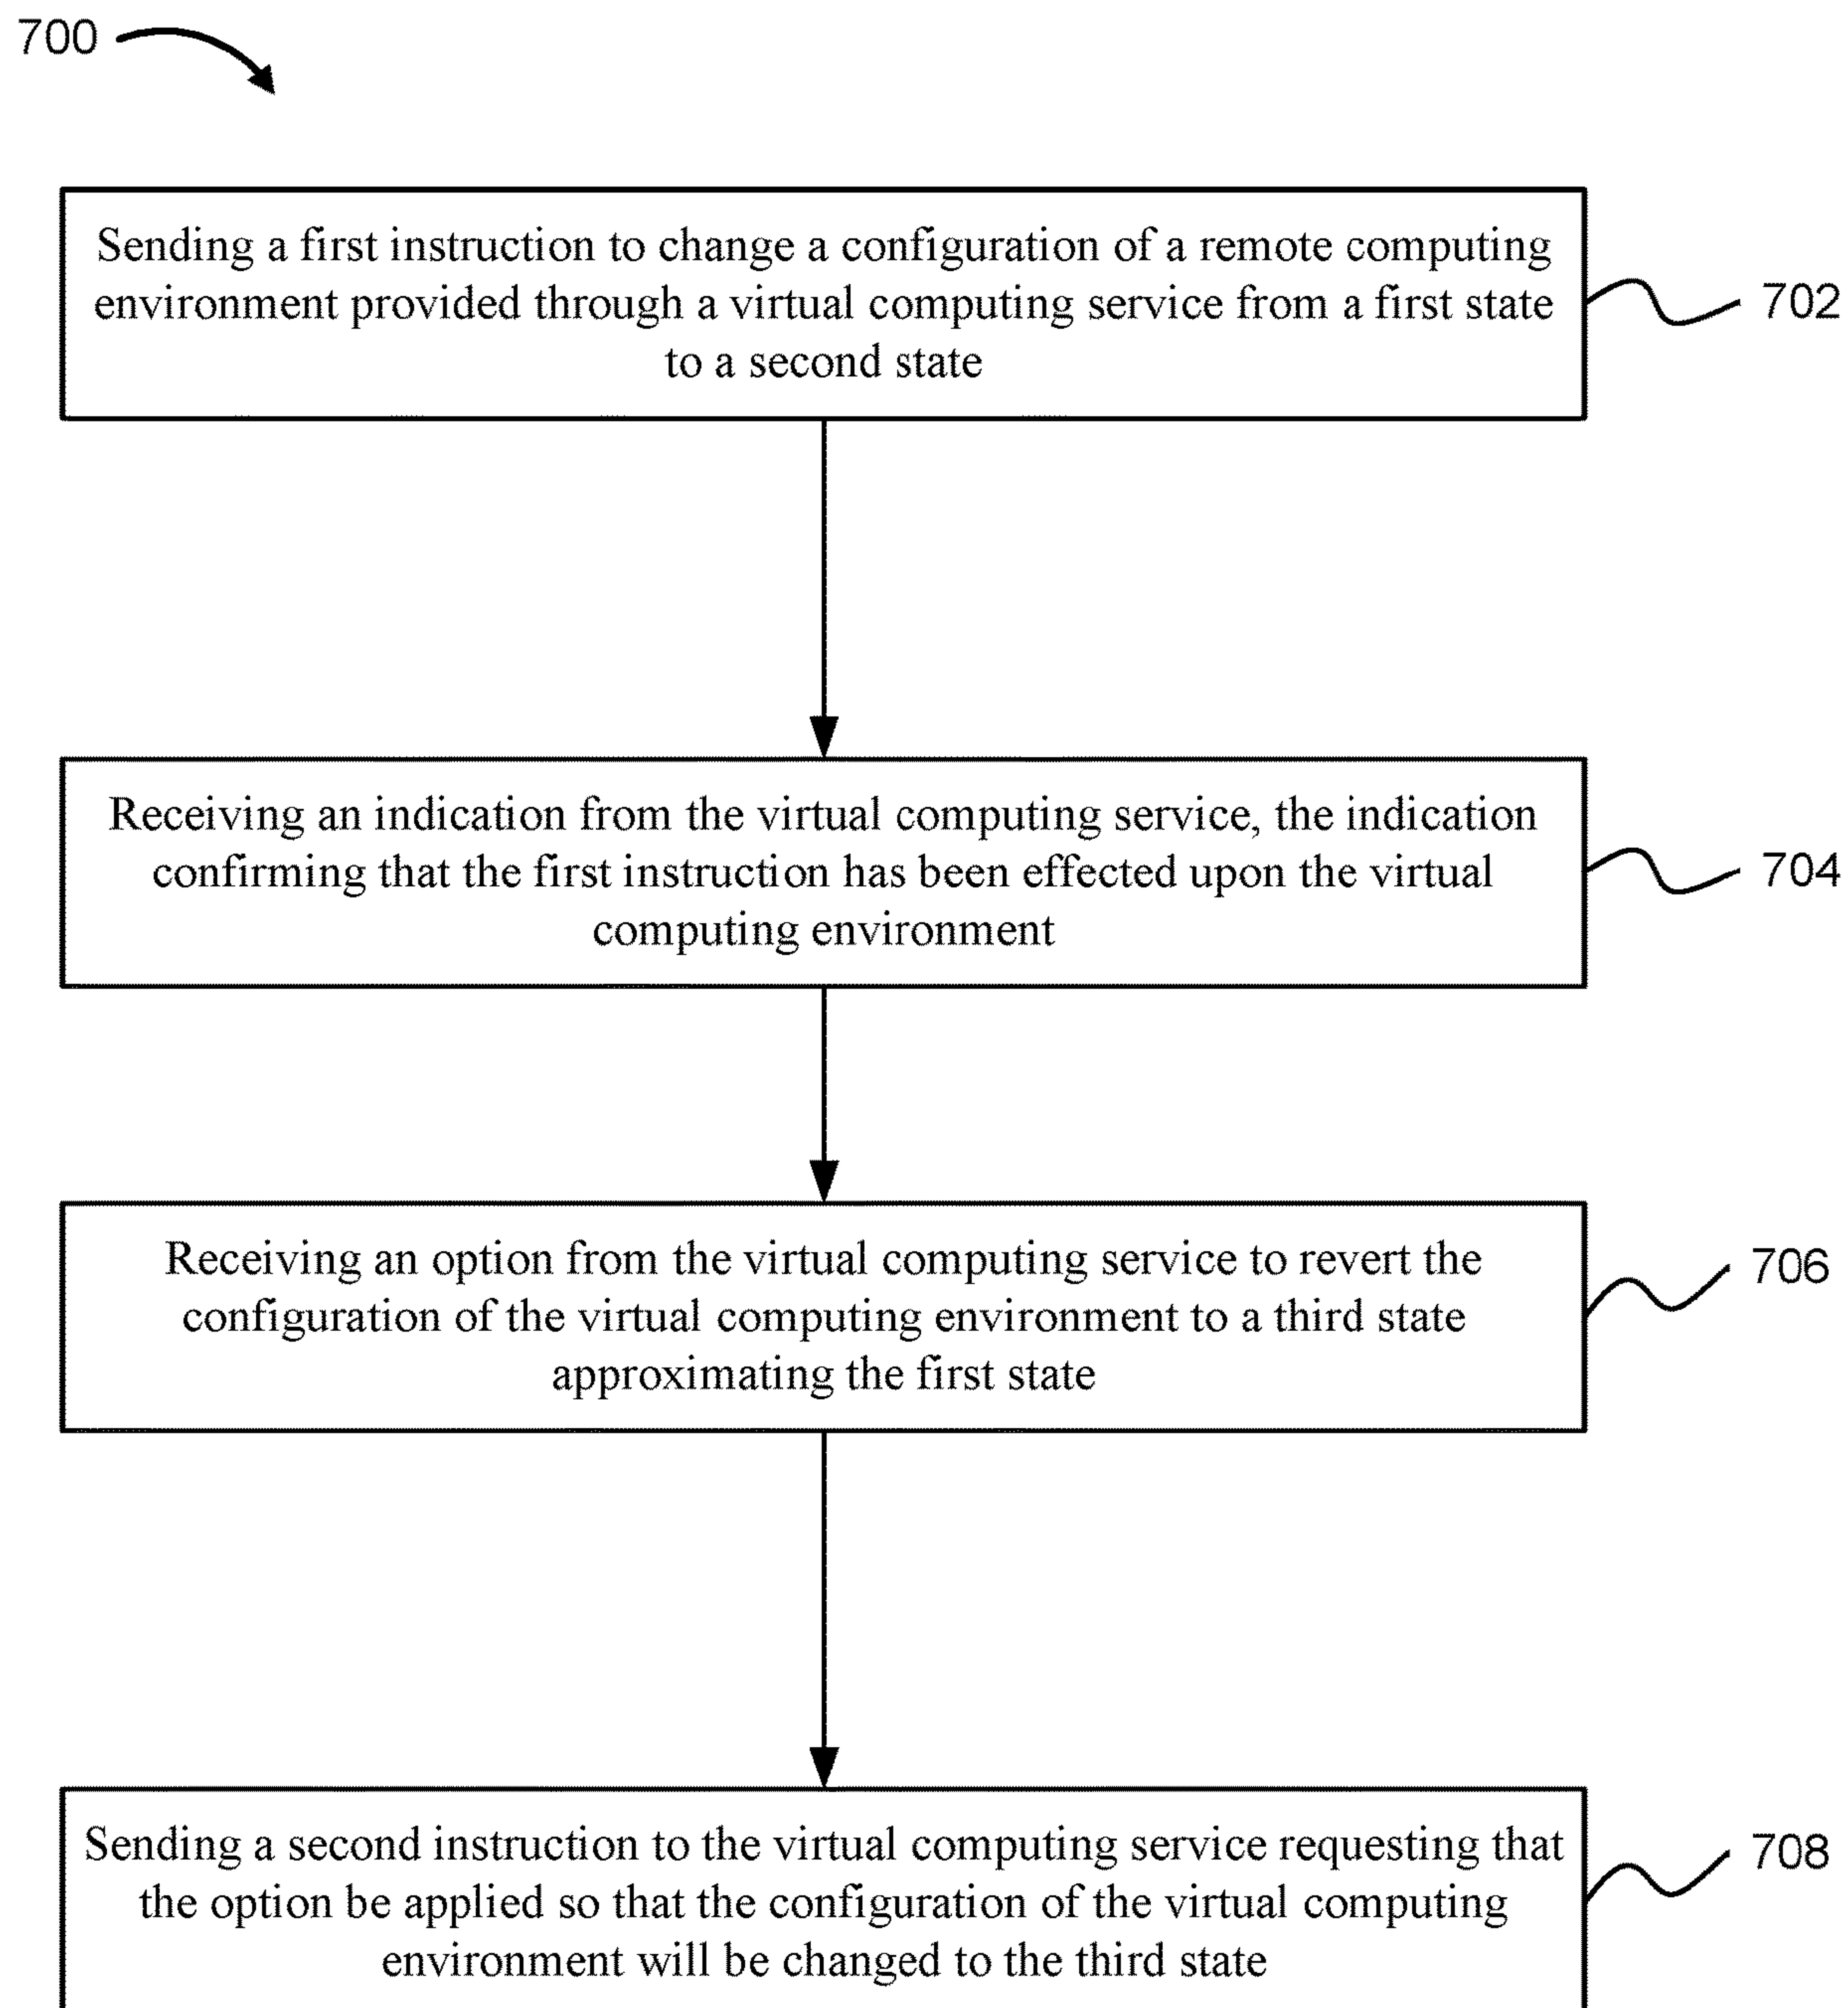 700
Sending a first instruction to change a configuration of a remote computing
environment provided through a virtual computing service from a first state
to a second state
702
Receiving an indication from the virtual computing service, the indication
confirming that the first instruction has been effected upon the virtual
computing environment
704
Receiving an option from the virtual computing service to revert the
configuration of the virtual computing environment to a third state
approximating the first state
706
Sending a second instruction to the virtual computing service requesting that
the option be applied so that the configuration of the virtual computing
environment will be changed to the third state
708